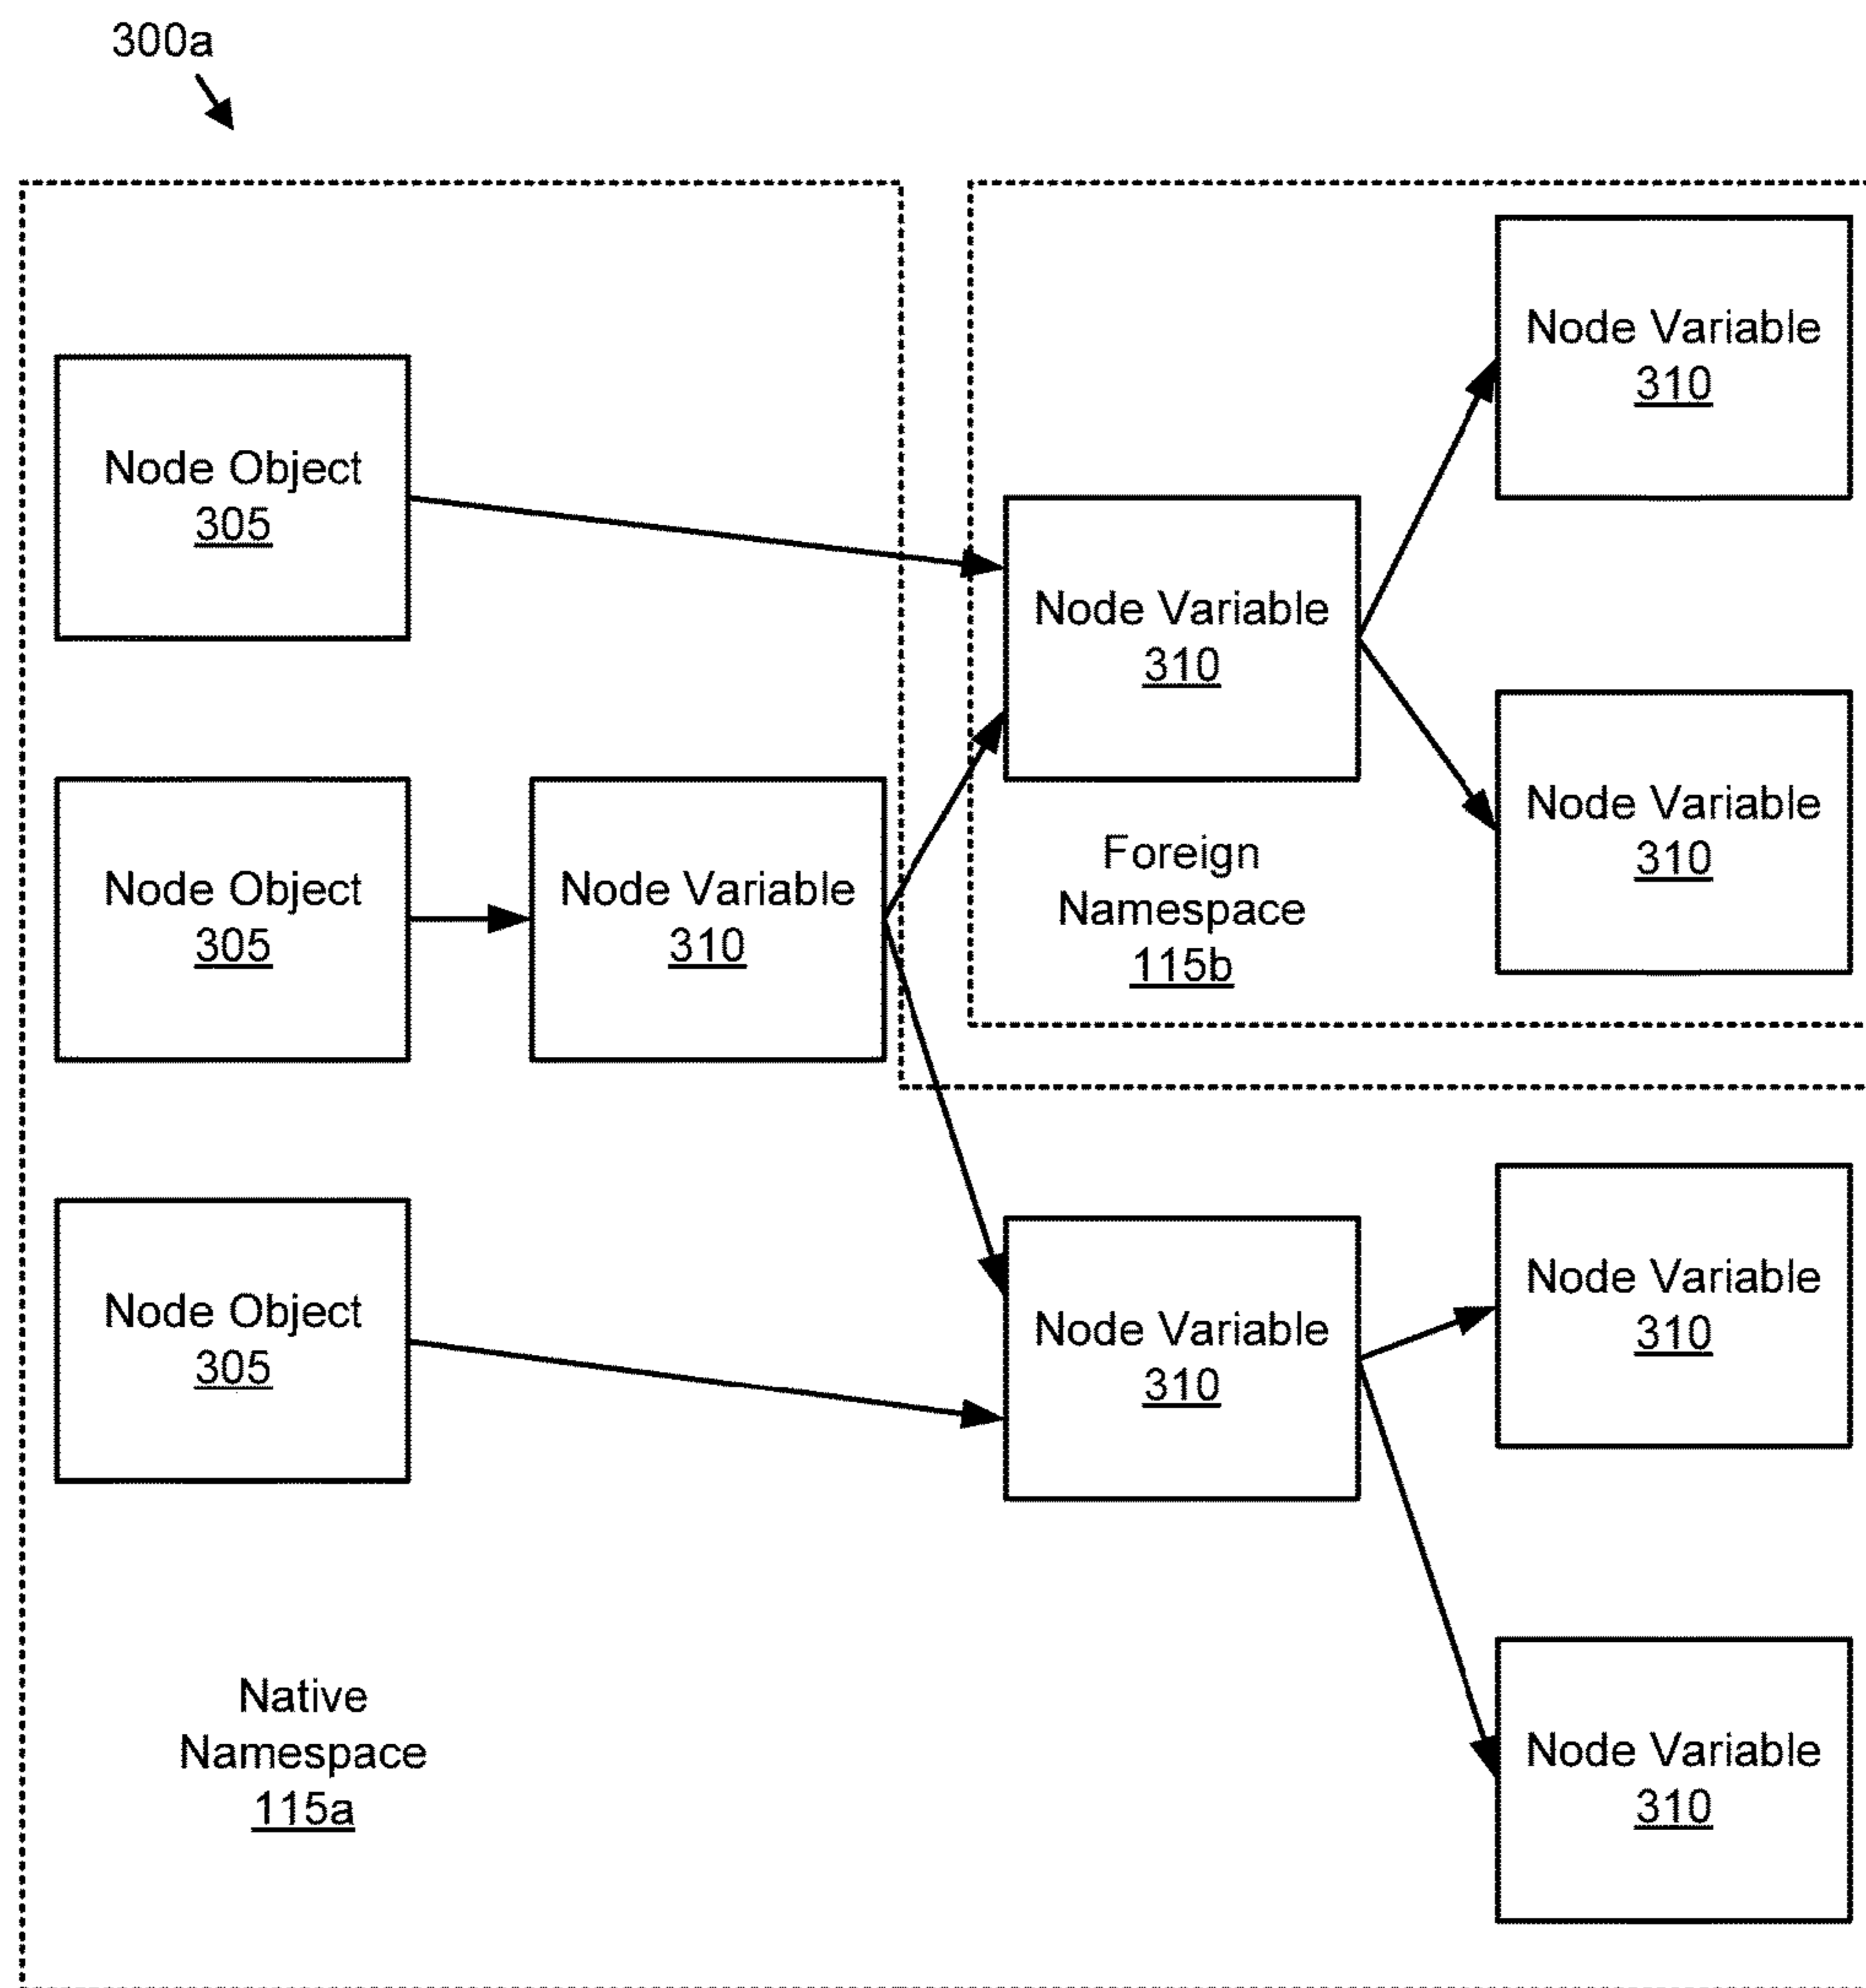 300a
Node Variable
310
Node Object
305
Node Variable
310
Node Variable
310
Node Object
305
Node Variable
310
Foreign
Namespace
115b
Node Object
305
Node Variable
310
Node Variable
310
Native
Namespace
115a
Node Variable
310